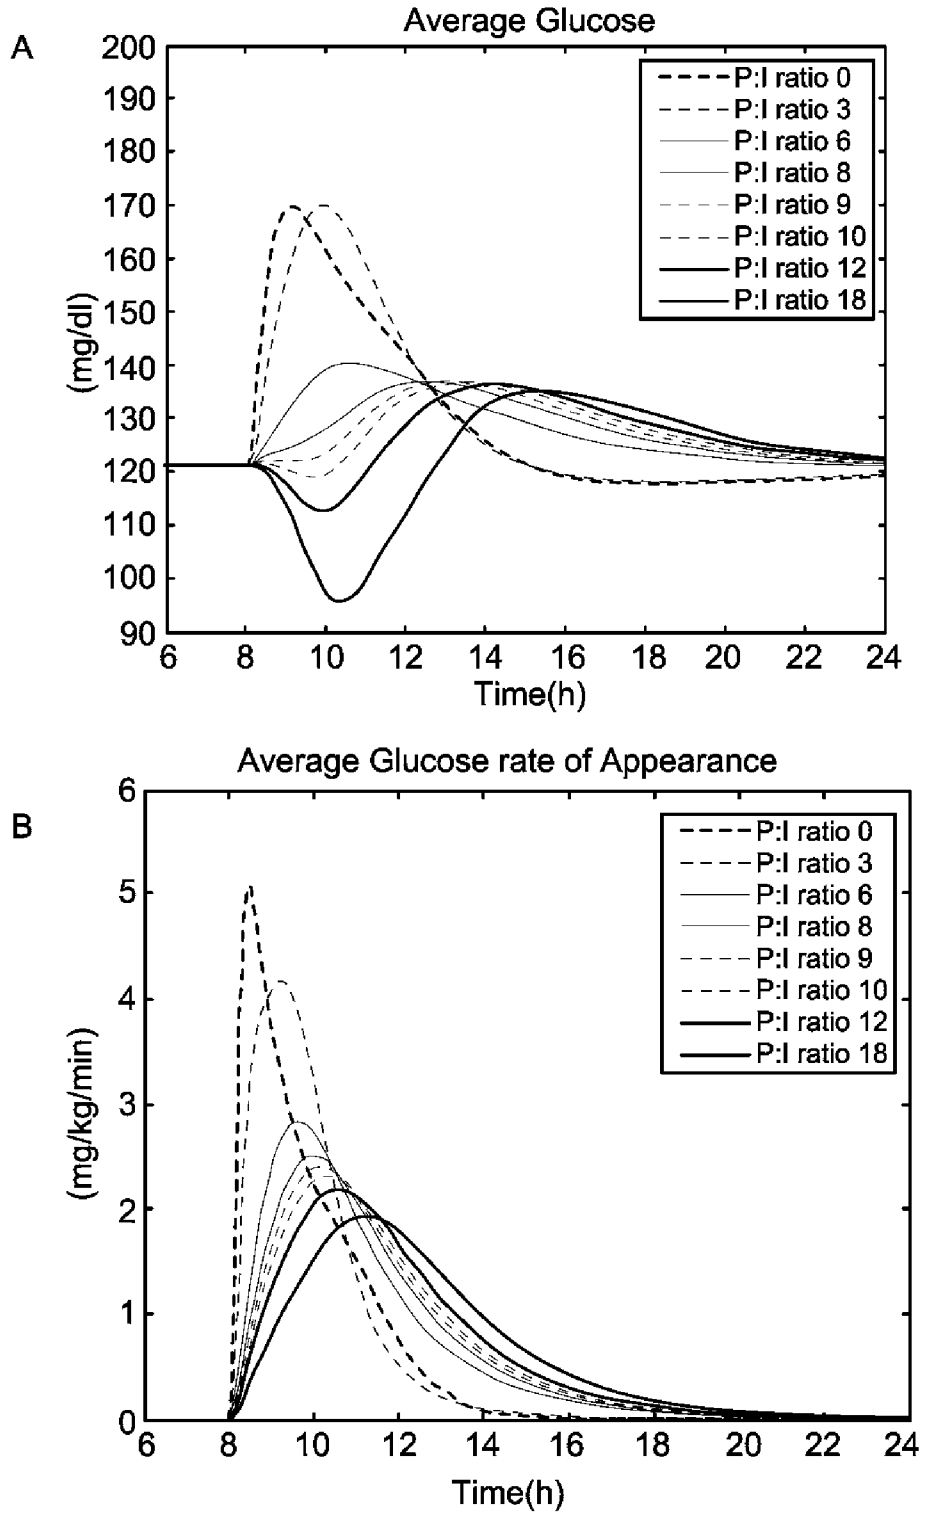 A
Average Glucose
200
190
180
170
160
150
140
130
120
110
100
90
(mg/dl)
P:I ratio 0
P:I ratio 3
P:I ratio 6
P:I ratio 8
P:I ratio 9
P:I ratio 10
P:I ratio 12
P:I ratio 18
6 8 10 12 14 16 18 20 22 24
Time(h)
B
Average Glucose rate of Appearance
6
5
4
3
2
1
0
(mg/kg/min)
P:I ratio 0
P:I ratio 3
P:I ratio 6
P:I ratio 8
P:I ratio 9
P:I ratio 10
P:I ratio 12
P:I ratio 18
6 8 10 12 14 16 18 20 22 24
Time(h)